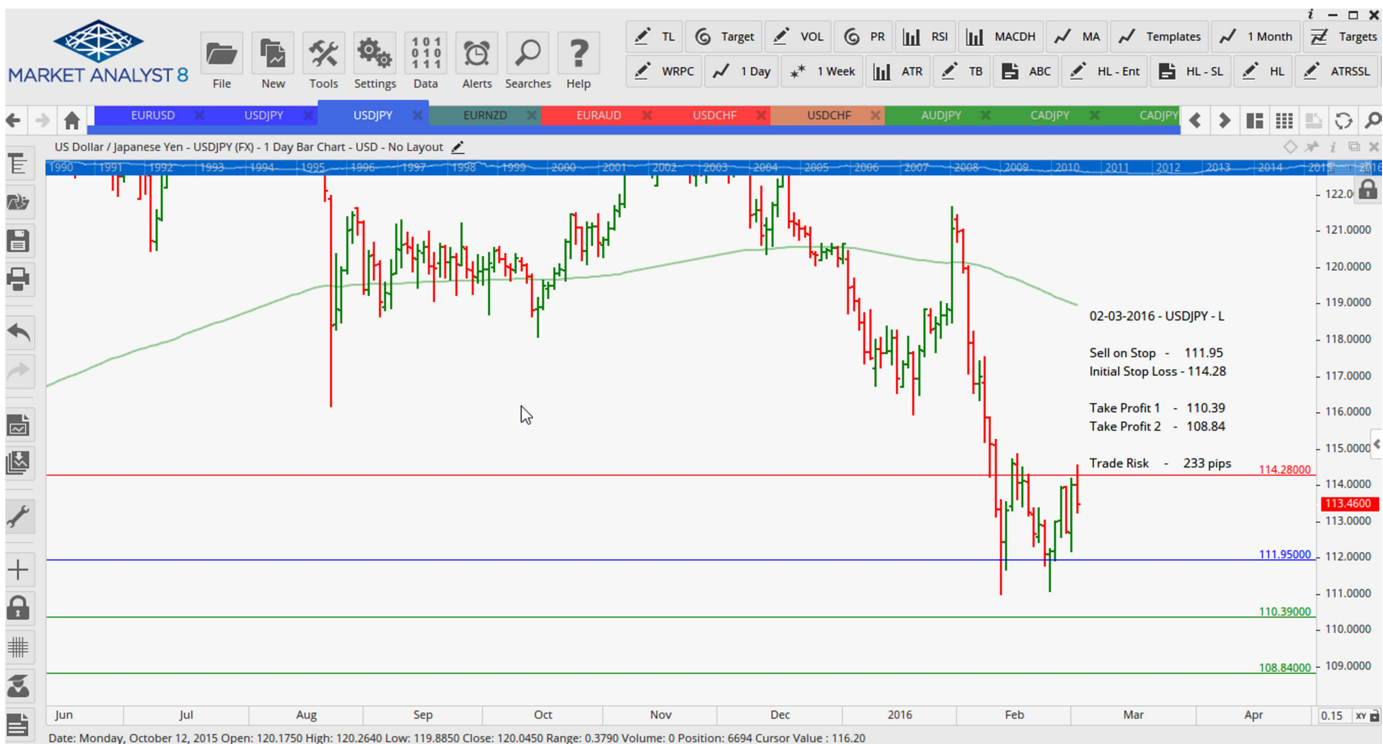 MARKET ANALYST 8
File New Tools Settings Data Alerts Searches Help
TL Target VOL PR RSI MACDH MA Templates 1 Month Targets
WRPC 1 Day 1 Week ATR TB ABC HL - Ent HL - SL HL ATRSSL
EURUSD USDJPY USDJPY EURNZD EURAUD USDCHF USDCHF AUDJPY CADJPY CADJPY
US Dollar / Japanese Yen - USDJPY (FX) - 1 Day Bar Chart - USD - No Layout
1990 1991 1992 1993 1994 1995 1996 1997 1998 1999 2000 2001 2002 2003 2004 2005 2006 2007 2008 2009 2010 2011 2012 2013 2014 2015 2016
122.0
121.0000
120.0000
119.0000
02-03-2016 - USDJPY - L
118.0000
Sell on Stop - 111.95
Initial Stop Loss - 114.28
117.0000
Take Profit 1 - 110.39
116.0000
Take Profit 2 - 108.84
115.0000
Trade Risk - 233 pips
114.28000
114.0000
113.4600
113.0000
111.95000
112.0000
111.0000
110.39000
110.0000
108.84000
109.0000
Jun Jul Aug Sep Oct Nov Dec 2016 Feb Mar Apr 0.15 XY
Date: Monday, October 12, 2015 Open: 120.1750 High: 120.2640 Low: 119.8850 Close: 120.0450 Range: 0.3790 Volume: 0 Position: 6694 Cursor Value : 116.20